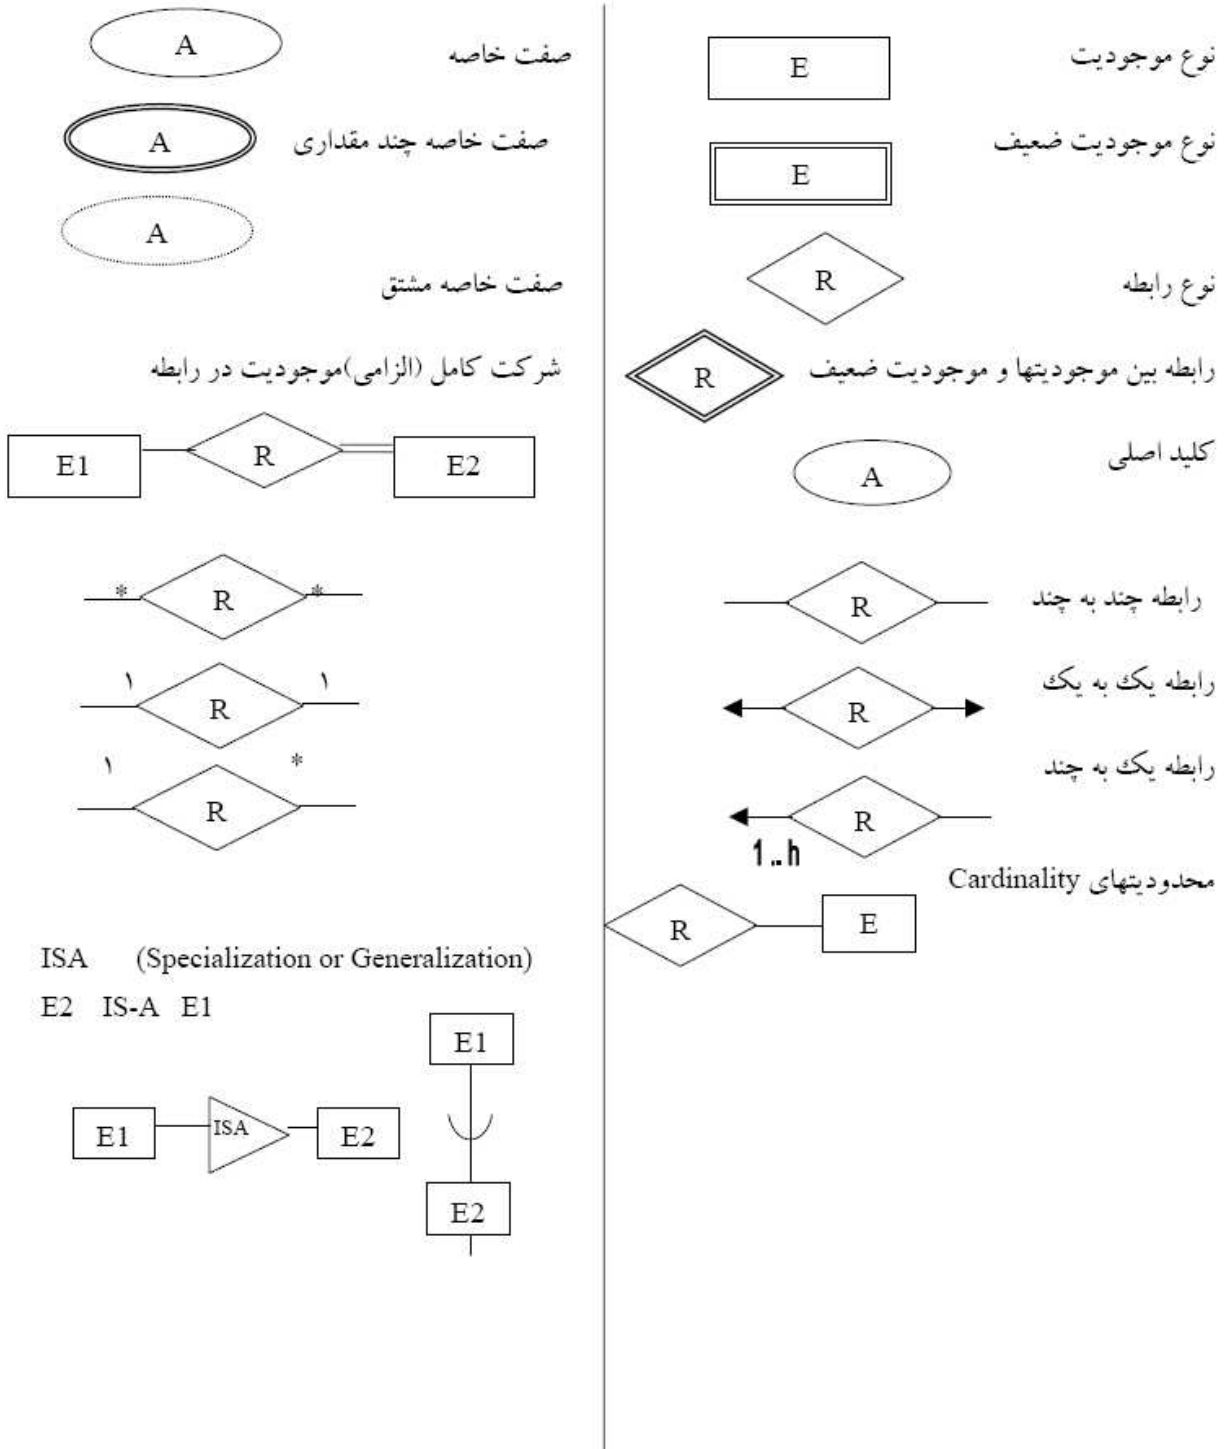 نوع موجودیت
E
نوع موجودیت ضعیف
E
نوع رابطه
R
رابطه بین موجودیتها و موجودیت ضعیف
R
کلید اصلی
A
رابطه چند به چند
R
رابطه یک به یک
R
رابطه یک به چند
R
1..h
محدودیتهای Cardinality
R E
صفت خاصه
A
صفت خاصه چند مقداری
A
A
صفت خاصه مشتق
شرکت کامل (الزامی)موجودیت در رابطه
E1 R E2
* R *
۱ ۱
R
۱ *
R
ISA (Specialization or Generalization)
E2 IS-A E1
E1
E1 ISA E2
E2